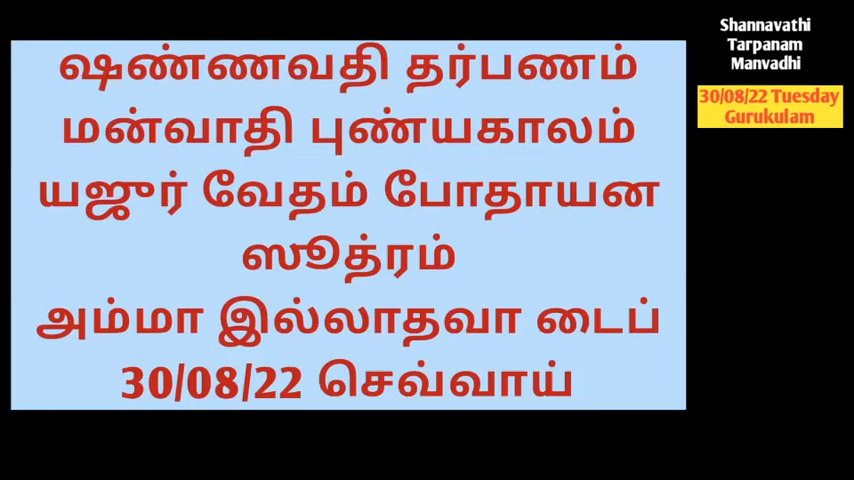 ஷண்ணவதி தர்பணம்
மன்வாதி புண்யகாலம்
யஜுர் வேதம் போதாயன
ஸூத்ரம்
அம்மா இல்லாதவா டைப்
30/08/22 செவ்வாய்
Shannavathi
Tarpanam
Manvadhi
30/08/22 Tuesday
Gurukulam